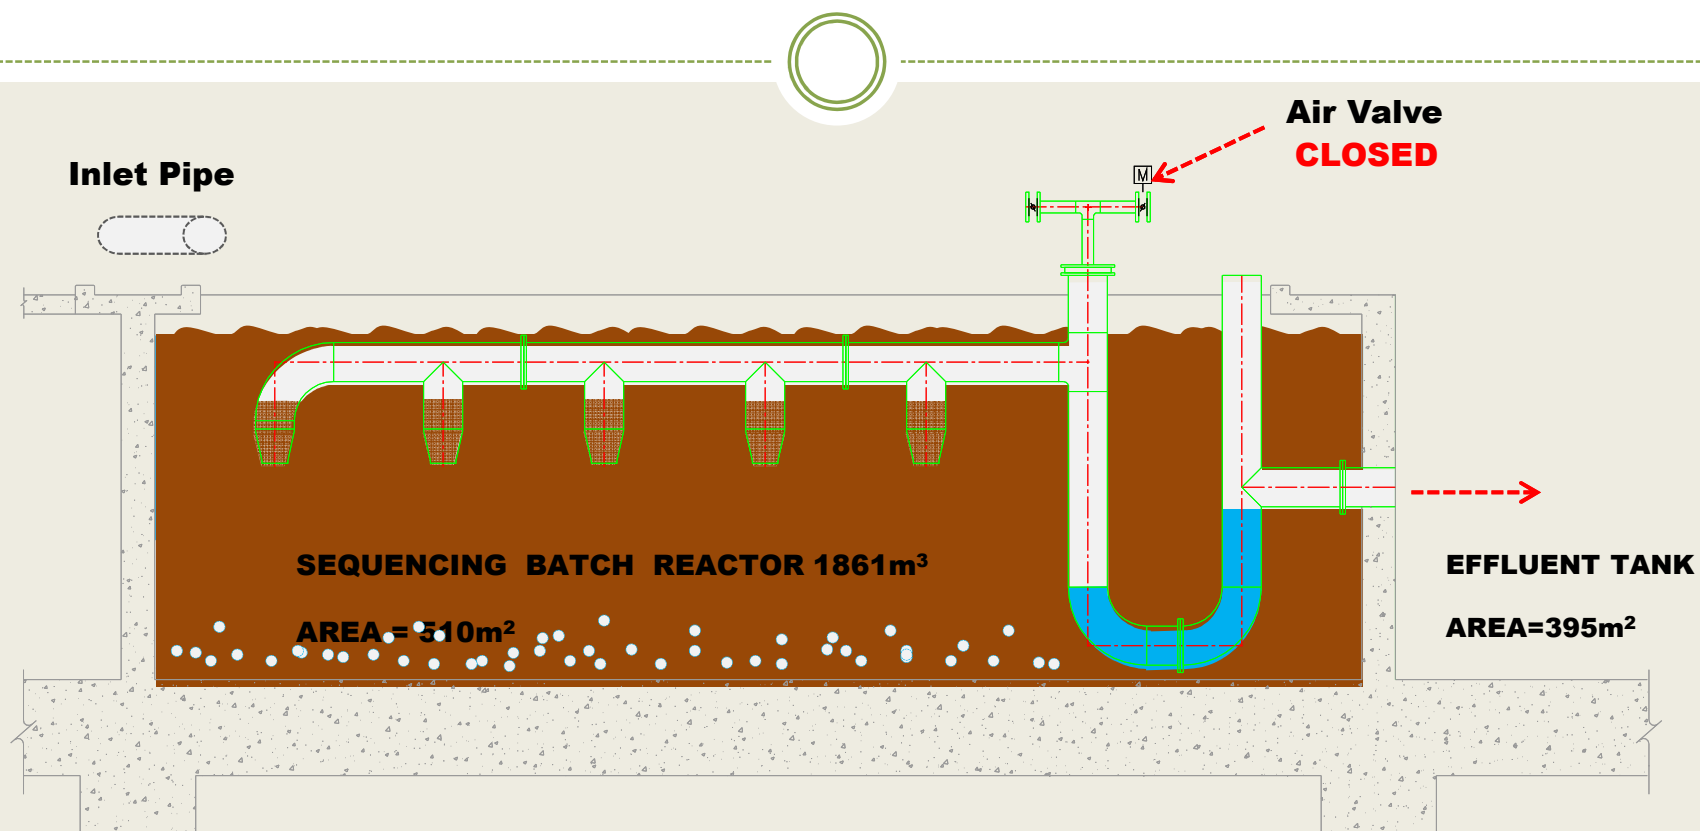 Air Valve
CLOSED
Inlet Pipe
M
SEQUENCING BATCH REACTOR 1861m³
AREA = 510m²
EFFLUENT TANK
AREA=395m²